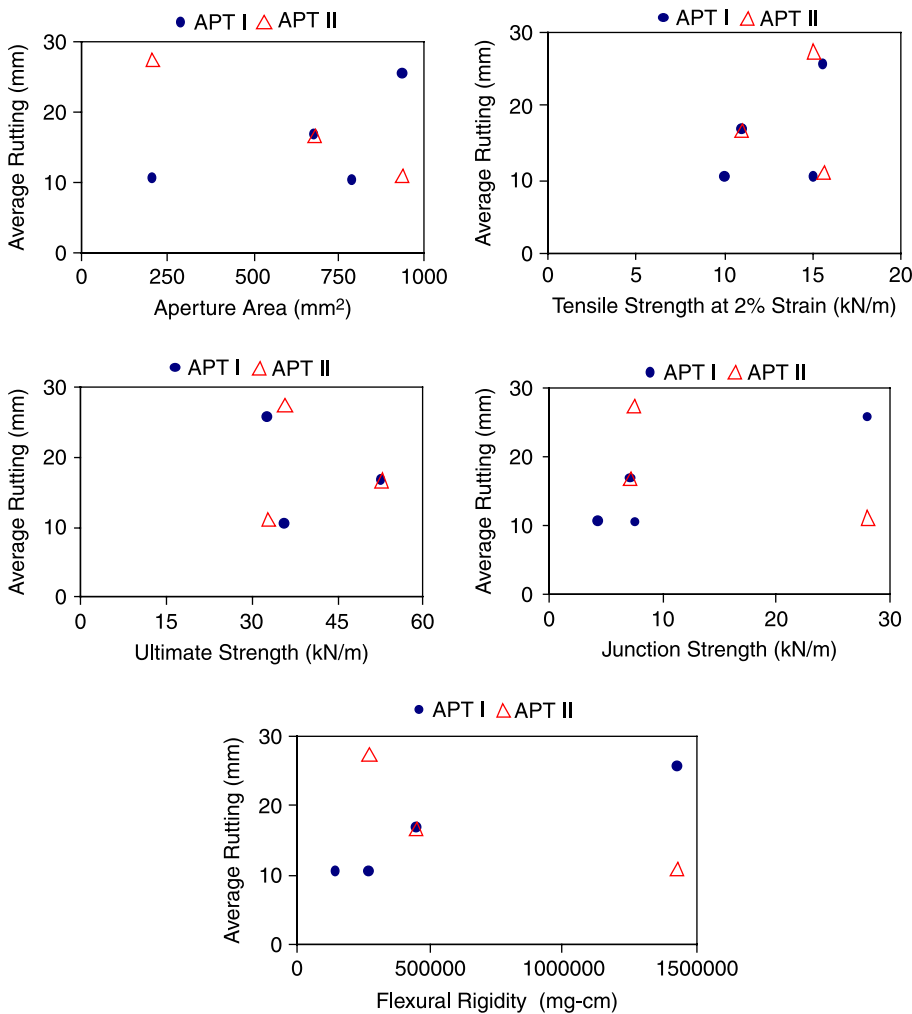 APT I APT II
Average Rutting (mm)
30
20
10
0
0 250 500 750 1000
Aperture Area (mm²)
APT I APT II
Average Rutting (mm)
30
20
10
0
0 5 10 15 20
Tensile Strength at 2% Strain (kN/m)
APT I APT II
Average Rutting (mm)
30
20
10
0
0 15 30 45 60
Ultimate Strength (kN/m)
APT I APT II
Average Rutting (mm)
30
20
10
0
0 10 20 30
Junction Strength (kN/m)
APT I APT II
Average Rutting (mm)
30
20
10
0
0 500000 1000000 1500000
Flexural Rigidity (mg-cm)